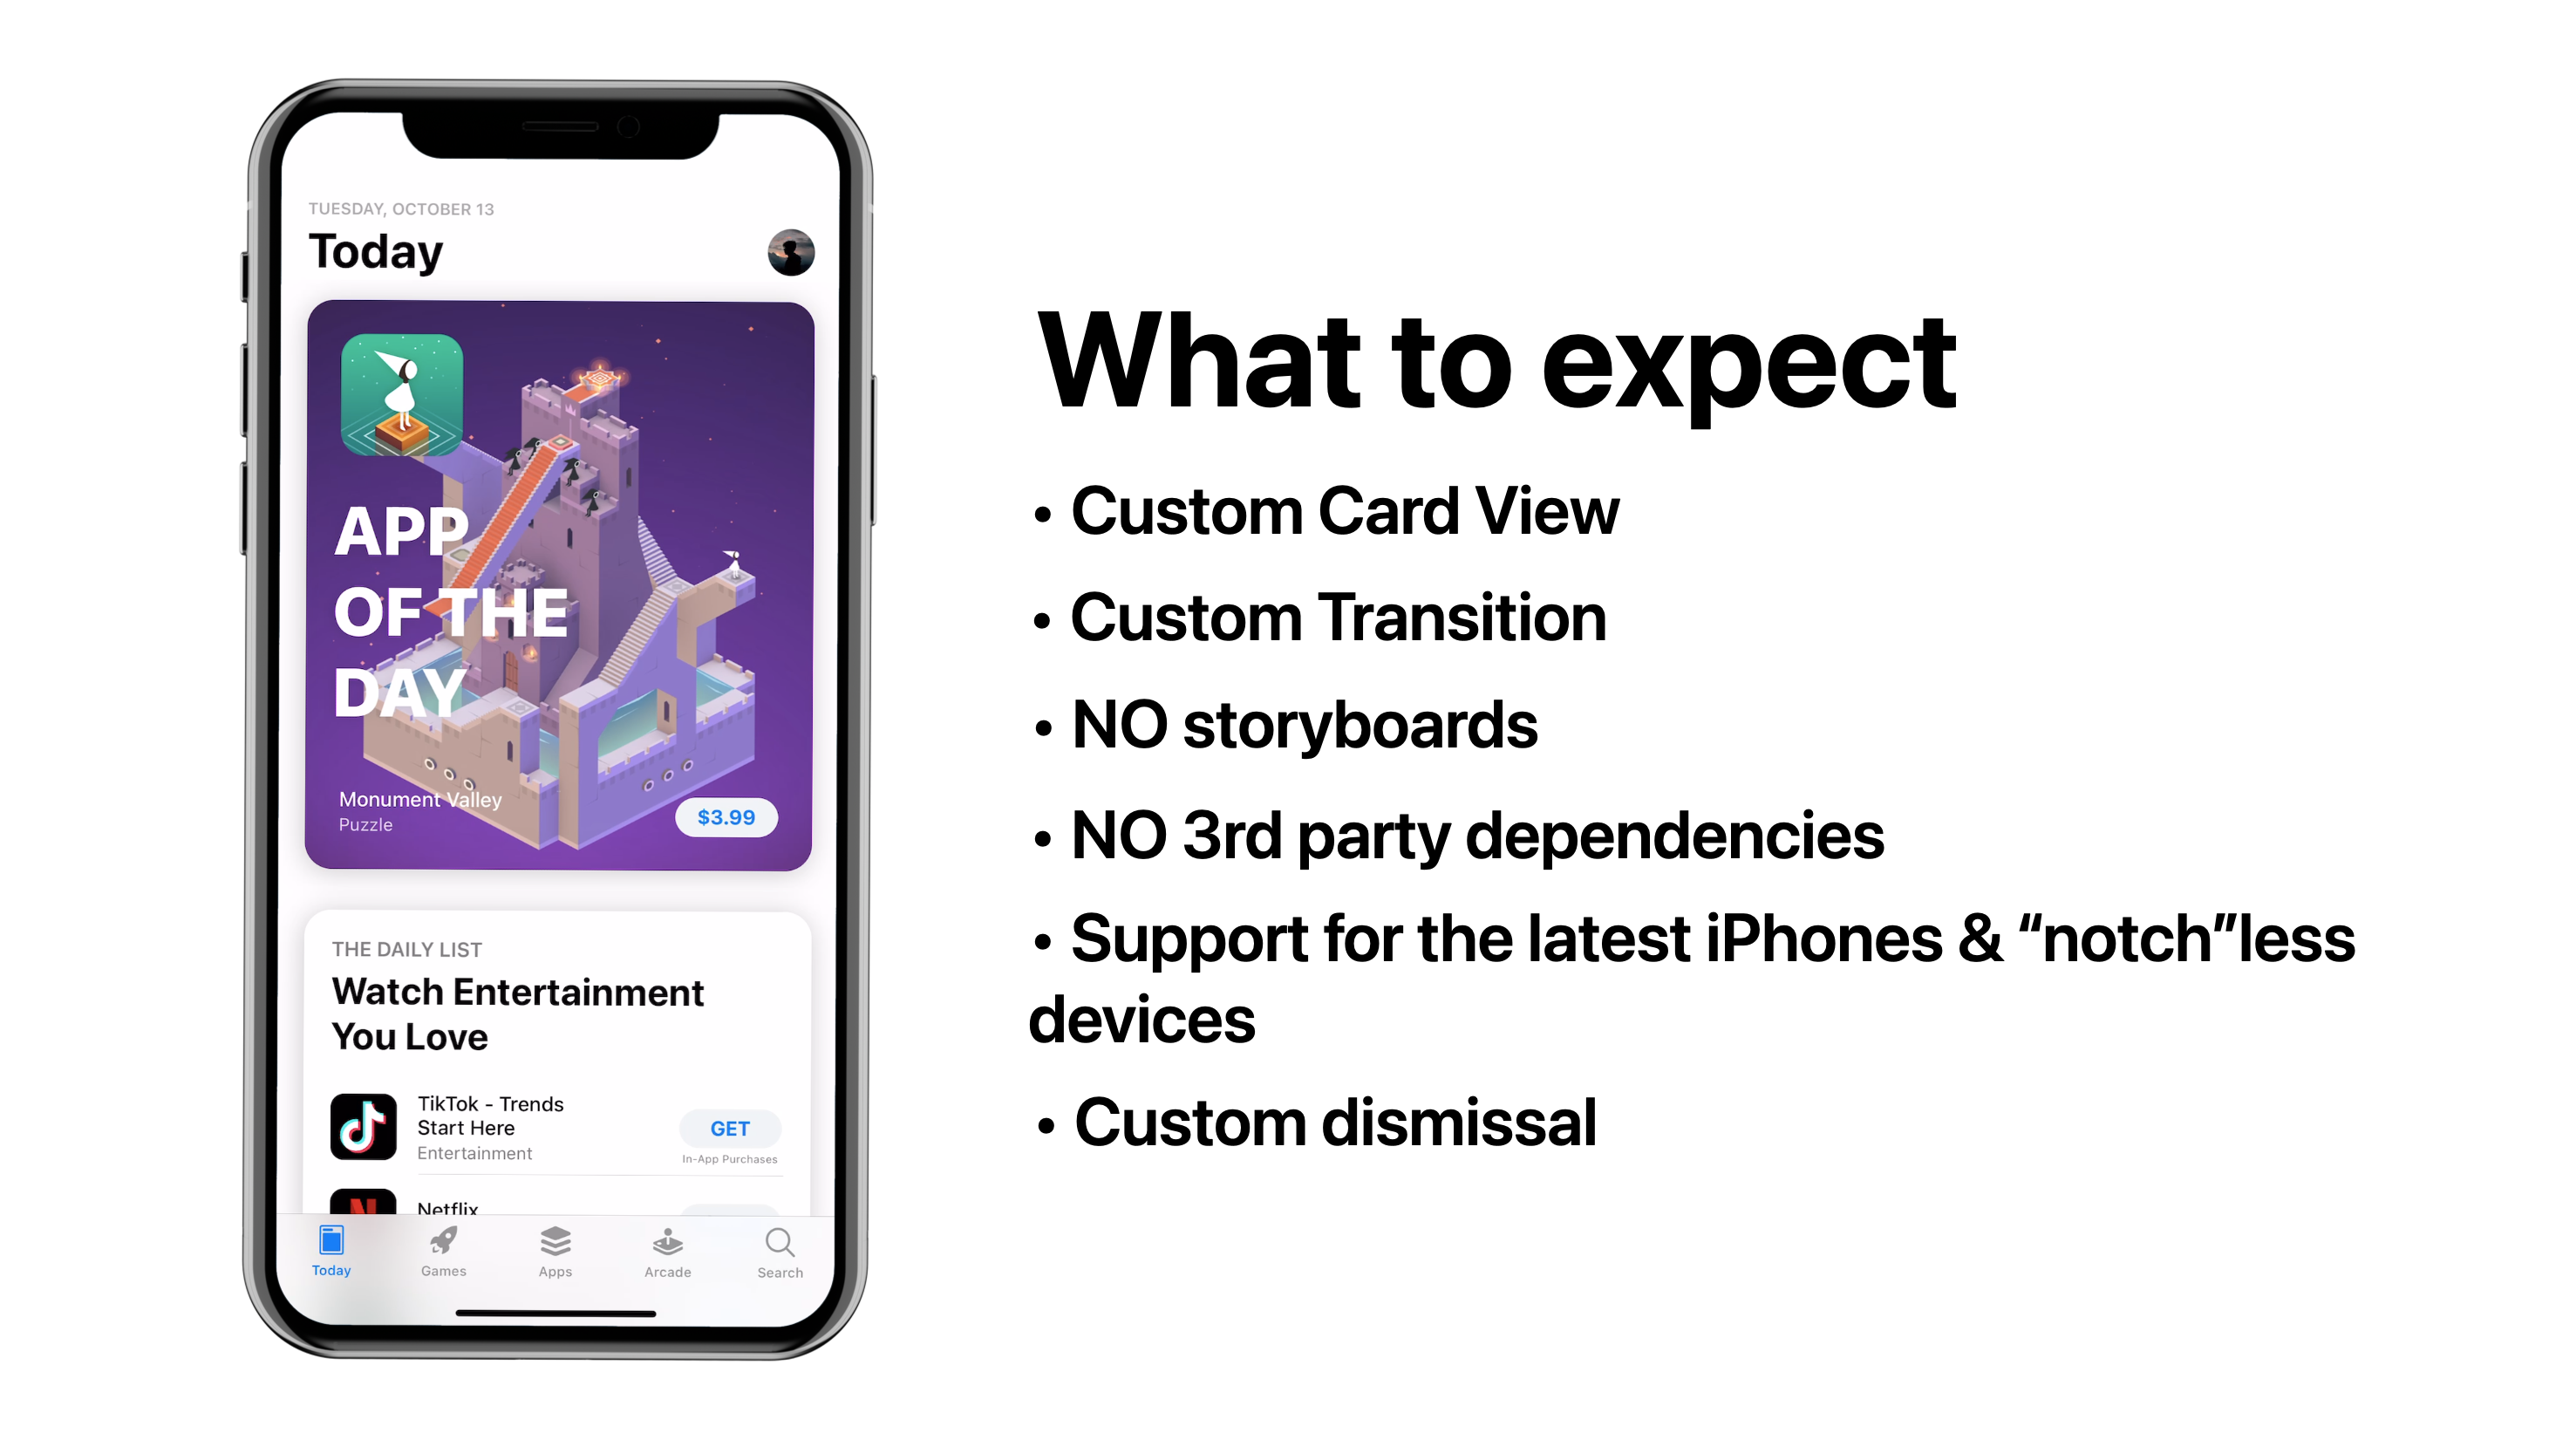 TUESDAY, OCTOBER 13
Today
APP
OF THE
DAY
Monument Valley
Puzzle
$3.99
THE DAILY LIST
Watch Entertainment
You Love
TikTok - Trends
Start Here
Entertainment
GET
In-App Purchases
Netflix
Today
Games
Apps
Arcade
Search
What to expect
• Custom Card View
• Custom Transition
• NO storyboards
• NO 3rd party dependencies
• Support for the latest iPhones & “notch”less
devices
• Custom dismissal